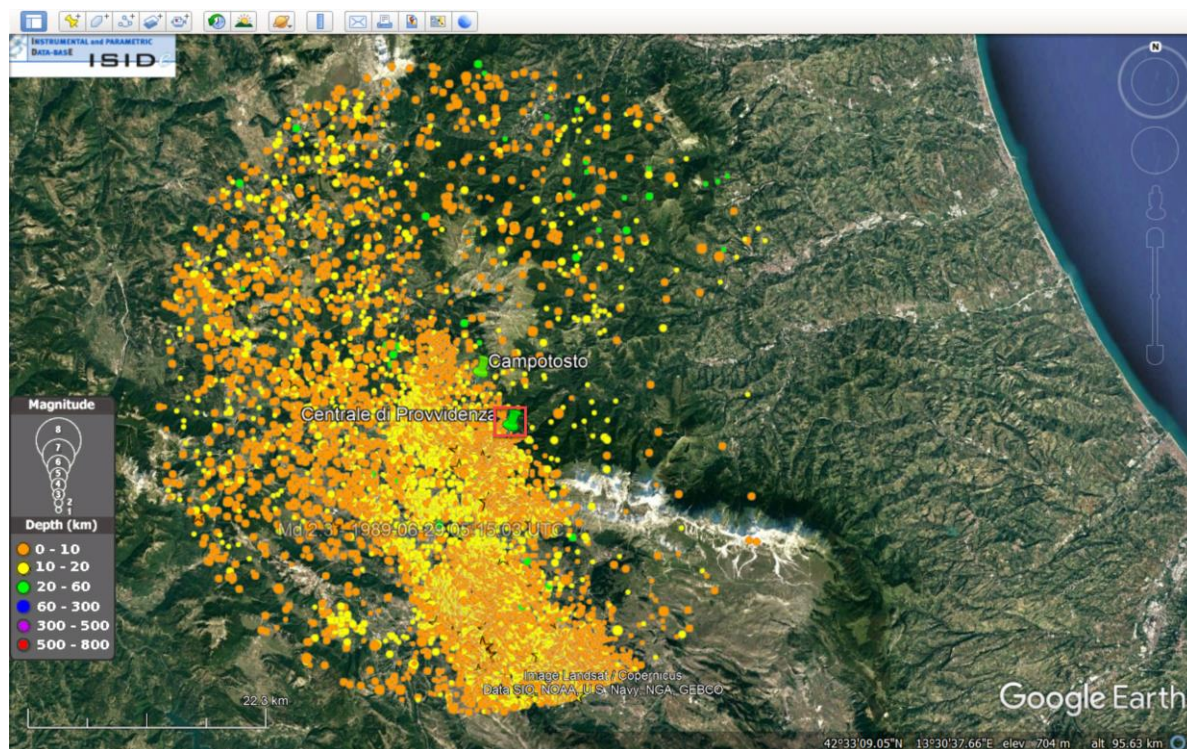 INSTRUMENTAL and PARAMETRIC
DATA-BASE ISIDe
N
Campotosto
Centrale di Provvidenza
Magnitude
8
7
6
5
4
3
2
1
Depth (km)
0 - 10
10 - 20
20 - 60
60 - 300
300 - 500
500 - 800
1989-06-29 05:15:03 UTC
Image Landsat / Copernicus
Data SIO, NOAA, U.S. Navy, NGA, GEBCO
22.3 km
Google Earth
42°33'09.05"N 13°30'37.66"E elev 704 m alt 95.63 km